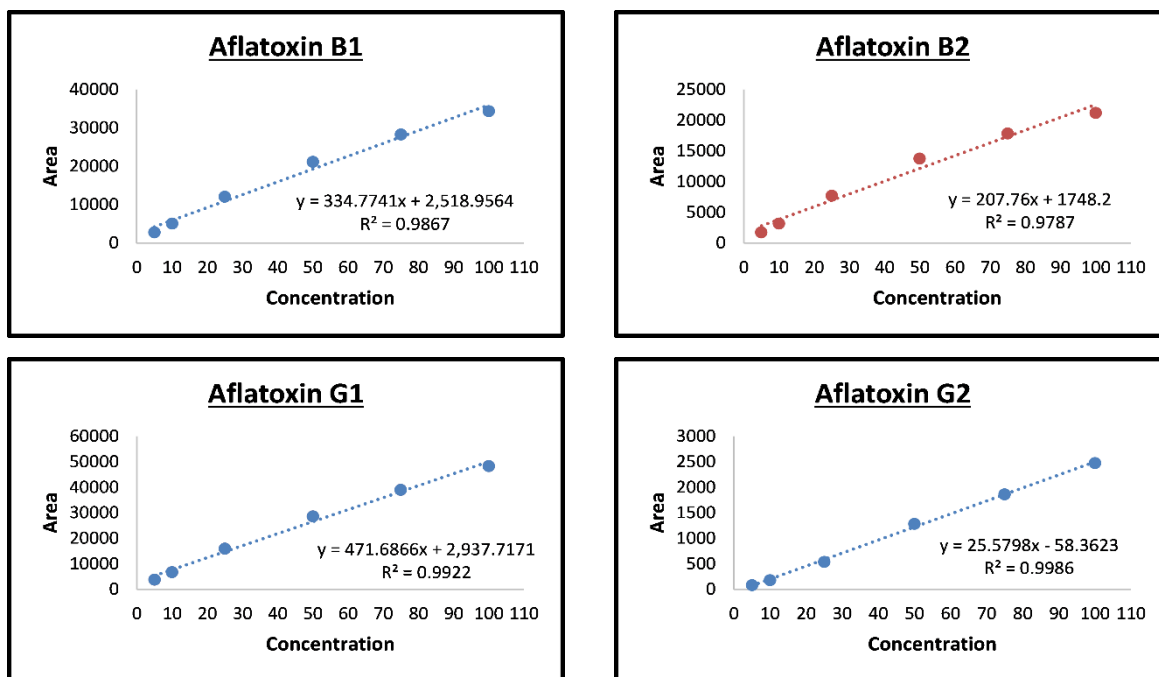 Aflatoxin B1
40000
30000
20000
10000
0
Area
y = 334.7741x + 2,518.9564
R² = 0.9867
0 10 20 30 40 50 60 70 80 90 100 110
Concentration
Aflatoxin B2
25000
20000
15000
10000
5000
0
Area
y = 207.76x + 1748.2
R² = 0.9787
0 10 20 30 40 50 60 70 80 90 100 110
Concentration
Aflatoxin G1
60000
50000
40000
30000
20000
10000
0
Area
y = 471.6866x + 2,937.7171
R² = 0.9922
0 10 20 30 40 50 60 70 80 90 100 110
Concentration
Aflatoxin G2
3000
2500
2000
1500
1000
500
0
Area
y = 25.5798x - 58.3623
R² = 0.9986
0 10 20 30 40 50 60 70 80 90 100 110
Concentration